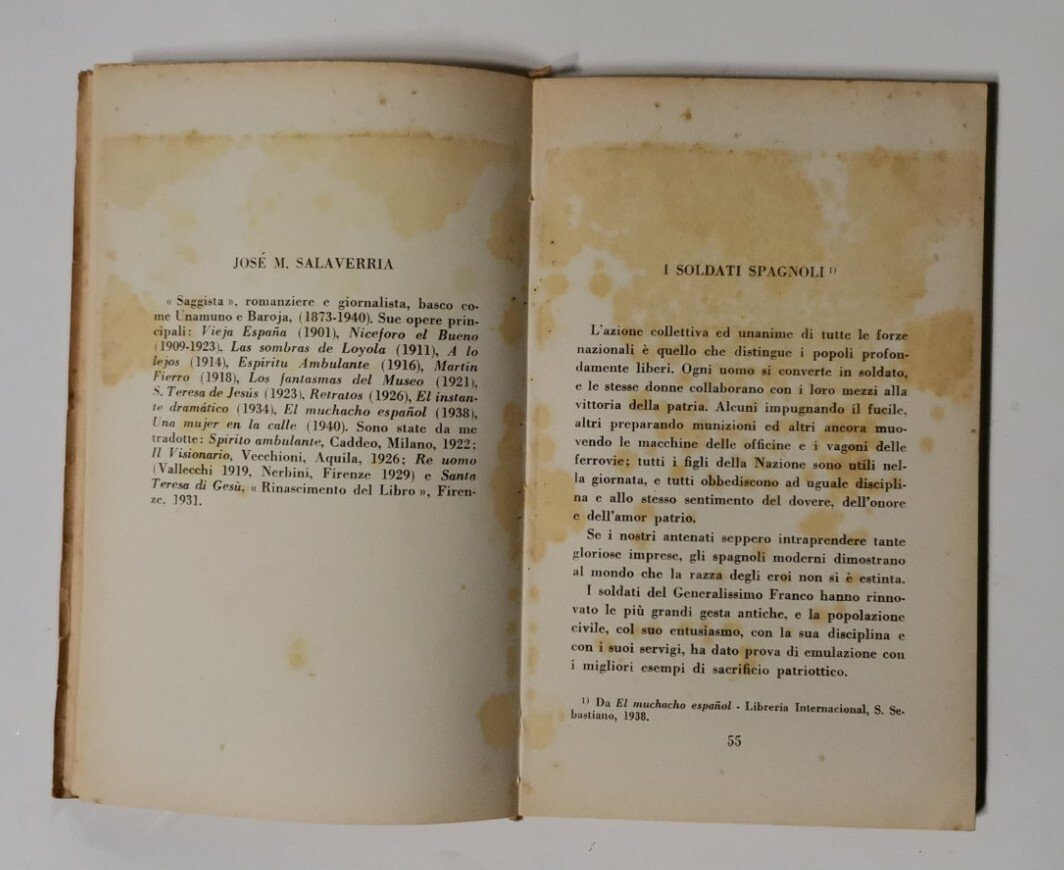 JOSÉ M. SALAVERRIA
« Saggista », romanziere e giornalista, basco co-
me Unamuno e Baroja, (1873-1940). Sue opere prin-
cipali: Vieja España (1901), Niceforo el Bueno
(1909-1923), Las sombras de Loyola (1911), A lo
lejos (1914), Espíritu Ambulante (1916), Martin
Fierro (1918), Los fantasmas del Museo (1921),
S. Teresa de Jesús (1923), Retratos (1926), El instan-
te dramático (1934), El muchacho español (1938),
Una mujer en la calle (1940). Sono state da me
tradotte: Spirito ambulante, Caddeo, Milano, 1922;
Il Visionario, Vecchioni, Aquila, 1926; Re uomo
(Vallecchi 1919, Nerbini, Firenze 1929) e Santa
Teresa di Gesù, « Rinascimento del Libro », Firen-
ze, 1931.
I SOLDATI SPAGNOLI 1)
L'azione collettiva ed unanime di tutte le forze
nazionali è quello che distingue i popoli profon-
damente liberi. Ogni uomo si converte in soldato,
e le stesse donne collaborano con i loro mezzi alla
vittoria della patria. Alcuni impugnando il fucile,
altri preparando munizioni ed altri ancora muo-
vendo le macchine delle officine e i vagoni delle
ferrovie; tutti i figli della Nazione sono utili nel-
la giornata, e tutti obbediscono ad uguale discipli-
na e allo stesso sentimento del dovere, dell'onore
e dell'amor patrio.
Se i nostri antenati seppero intraprendere tante
gloriose imprese, gli spagnoli moderni dimostrano
al mondo che la razza degli eroi non si è estinta.
I soldati del Generalissimo Franco hanno rinno-
vato le più grandi gesta antiche, e la popolazione
civile, col suo entusiasmo, con la sua disciplina e
con i suoi servigi, ha dato prova di emulazione con
i migliori esempi di sacrificio patriottico.
1) Da El muchacho español - Libreria Internacional, S. Se-
bastiano, 1938.
55